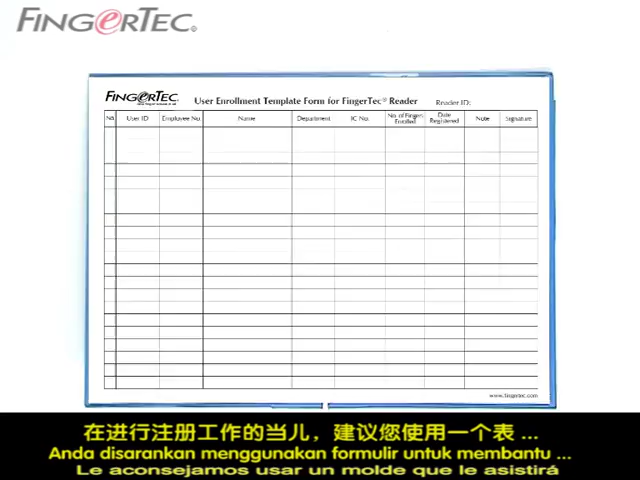 FINGERTEC®
FINGERTEC
User Enrollment Template Form for FingerTec® Reader
Reader ID:
No. User ID Employee No. Name Department IC No. No. of Fingers Enrolled Date Registered Note Signature
www.fingertec.com
在进行注册工作的当儿，建议您使用一个表 ...
Anda disarankan menggunakan formulir untuk membantu ...
Le aconsejamos usar un molde que le asistirá